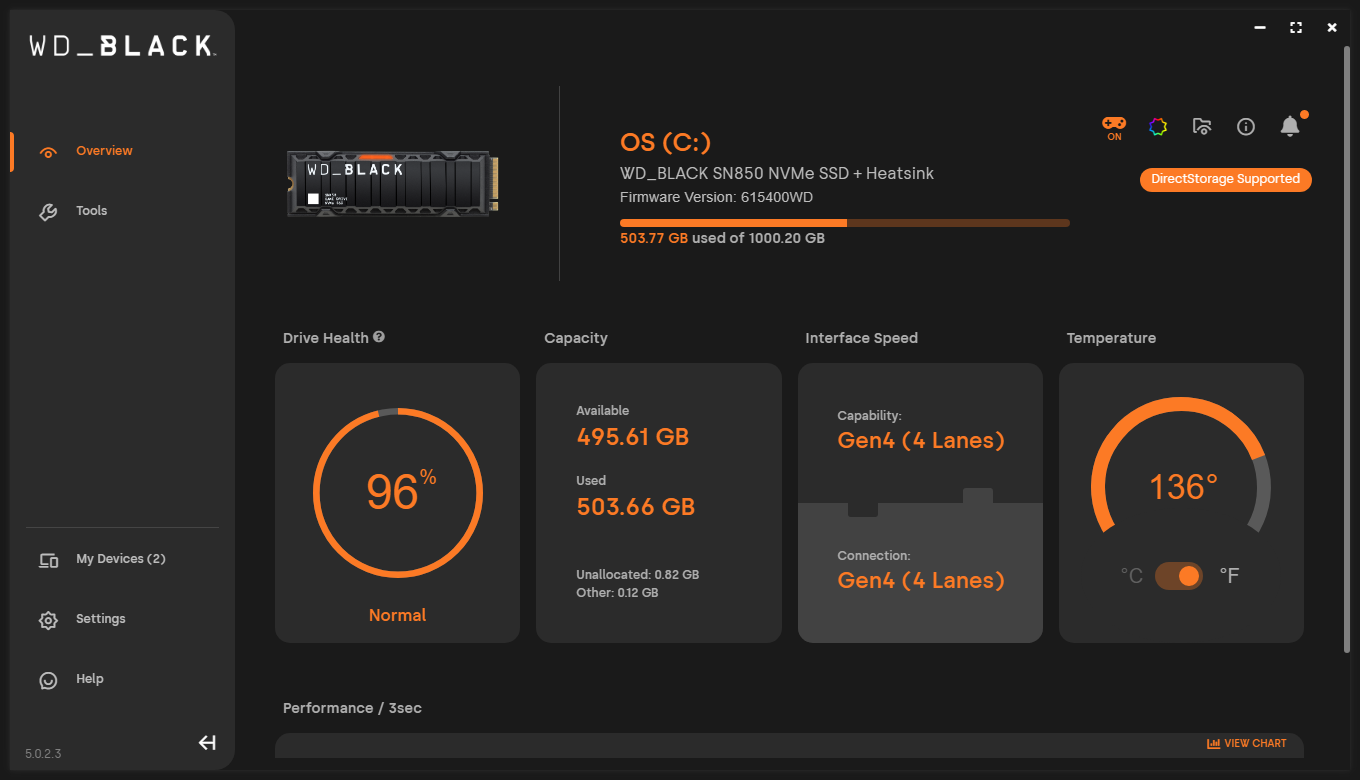 WD_BLACK™
Overview
Tools
My Devices (2)
Settings
Help
5.0.2.3
WD_BLACK
OS (C:)
WD_BLACK SN850 NVMe SSD + Heatsink
Firmware Version: 615400WD
503.77 GB used of 1000.20 GB
ON
DirectStorage Supported
Drive Health
96%
Normal
Capacity
Available
495.61 GB
Used
503.66 GB
Unallocated: 0.82 GB
Other: 0.12 GB
Interface Speed
Capability:
Gen4 (4 Lanes)
Connection:
Gen4 (4 Lanes)
Temperature
136°
°C
°F
Performance / 3sec
VIEW CHART